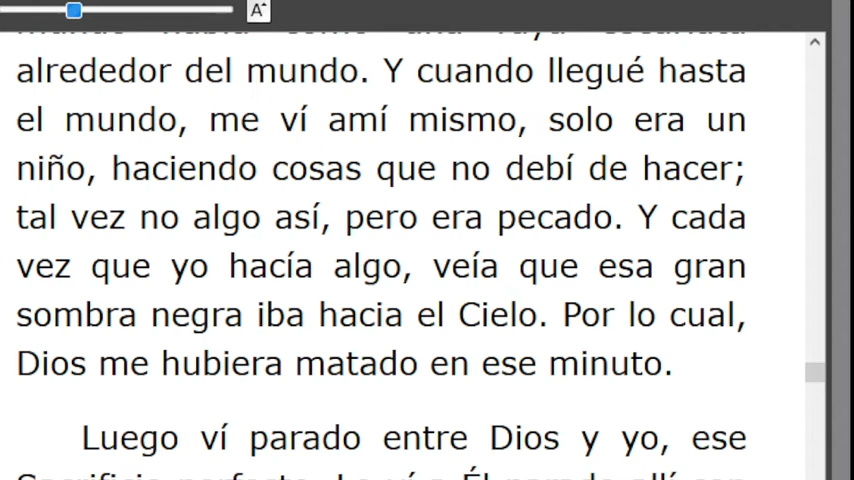 A
alrededor del mundo. Y cuando llegué hasta
el mundo, me ví amí mismo, solo era un
niño, haciendo cosas que no debí de hacer;
tal vez no algo así, pero era pecado. Y cada
vez que yo hacía algo, veía que esa gran
sombra negra iba hacia el Cielo. Por lo cual,
Dios me hubiera matado en ese minuto.
Luego ví parado entre Dios y yo, ese